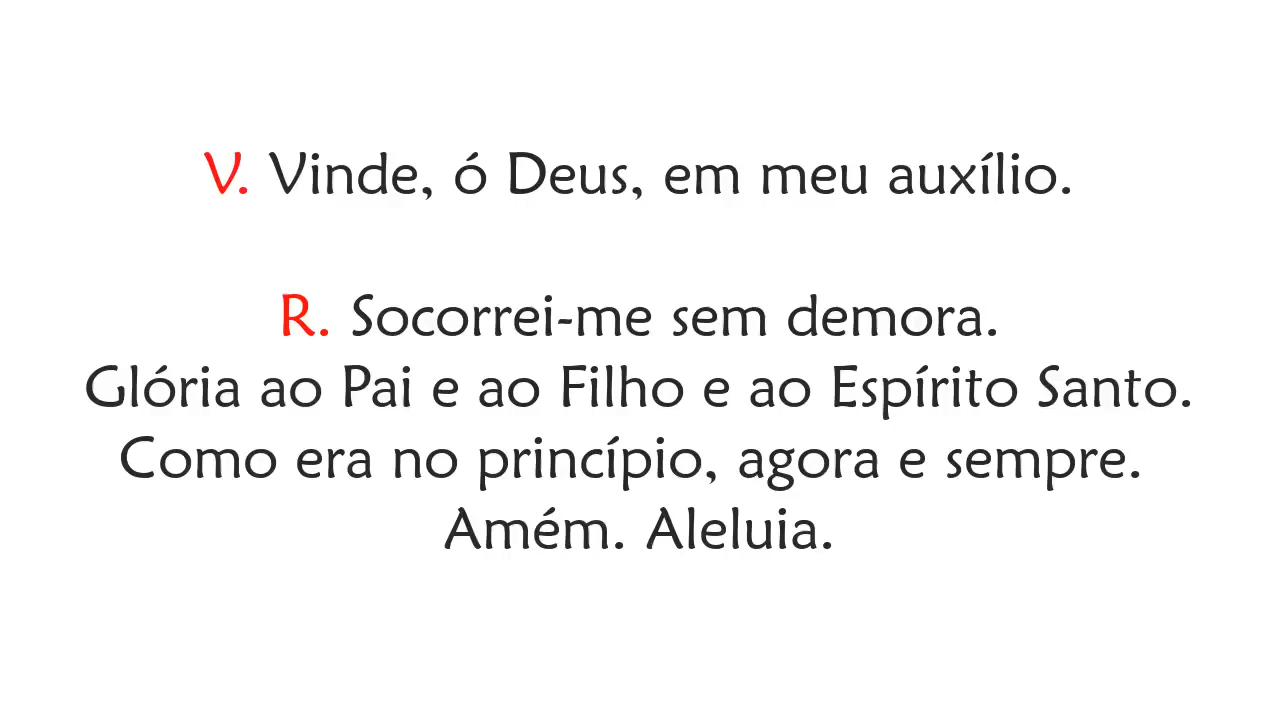 V. Vinde, ó Deus, em meu auxílio.
R. Socorrei-me sem demora.
Glória ao Pai e ao Filho e ao Espírito Santo.
Como era no princípio, agora e sempre.
Amém. Aleluia.